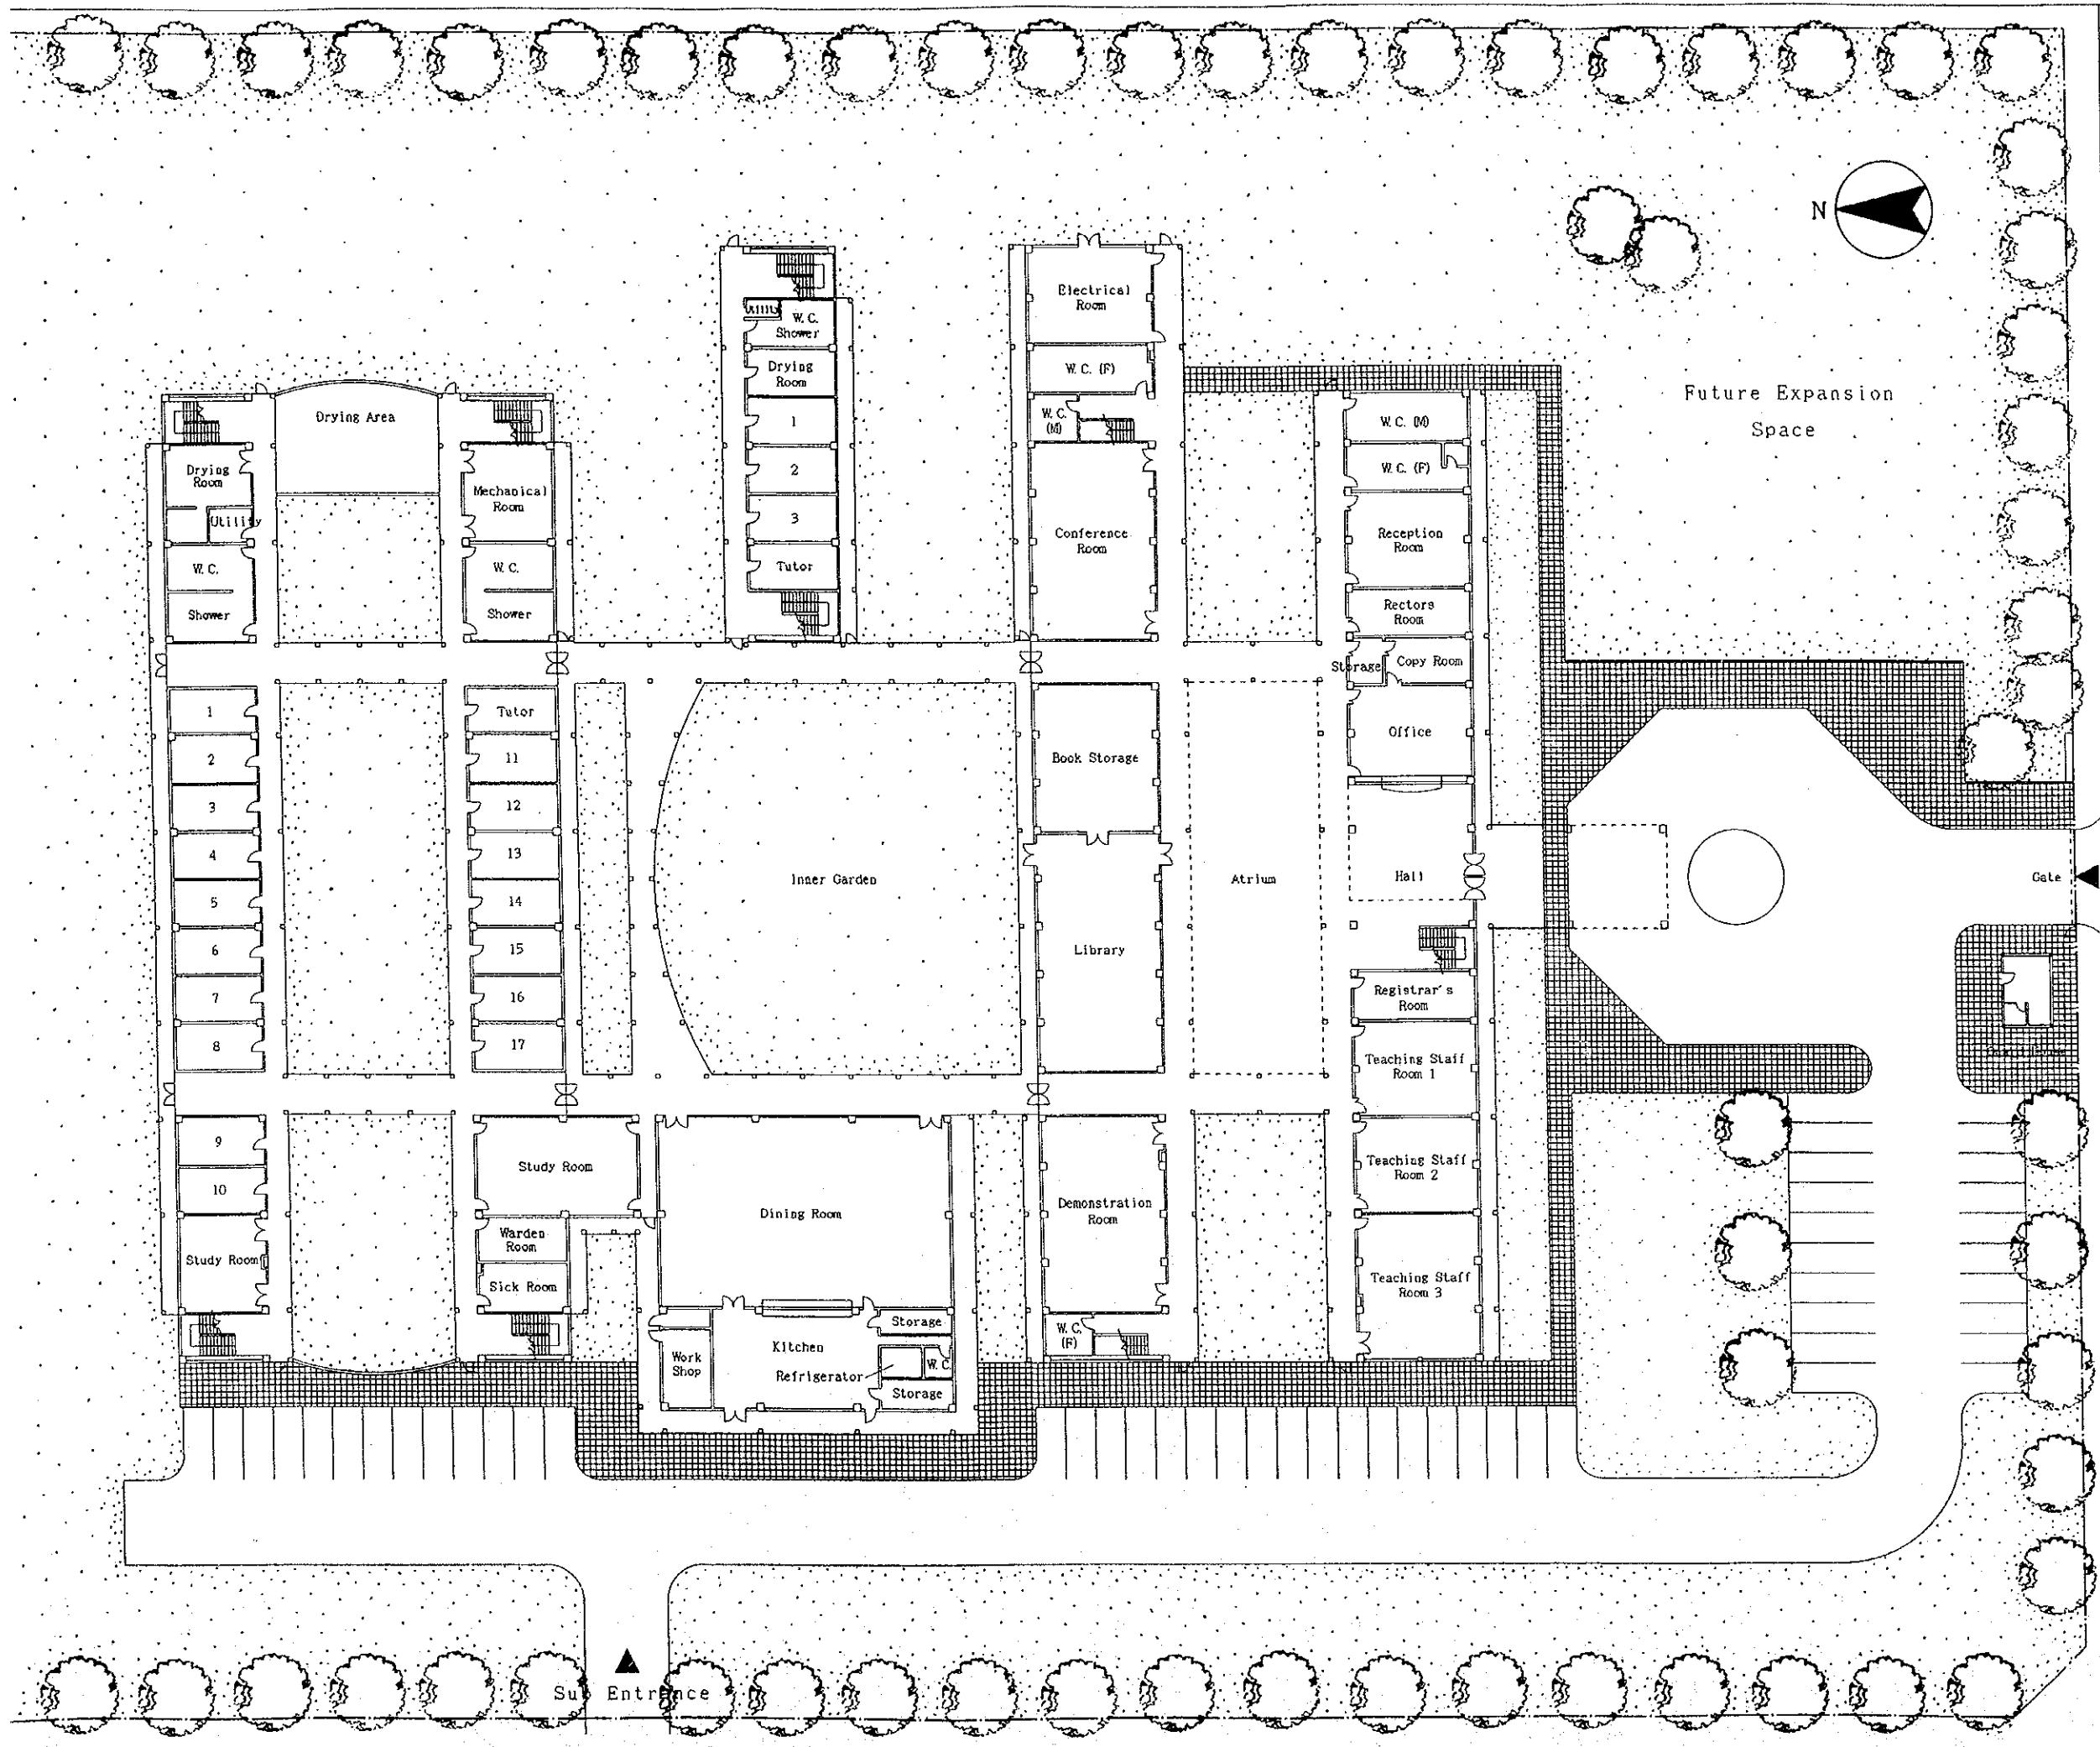 N
Electrical
Room
W. C. (F)
W. C.
(M)
Conference
Room
W. C.
Shower
Drying
Room
1
2
3
Tutor
Drying Area
Drying
Room
Utility
W. C.
Shower
Mechanical
Room
W. C.
Shower
W. C. (M)
W. C. (F)
Reception
Room
Rectors
Room
Storage
Copy Room
Office
Future Expansion
Space
1
2
3
4
5
6
7
8
Tutor
11
12
13
14
15
16
17
Inner Garden
Book Storage
Library
Atrium
Hall
Gate
Registrar's
Room
Teaching Staff
Room 1
Teaching Staff
Room 2
Teaching Staff
Room 3
9
10
Study Room
Study Room
Warden
Room
Sick Room
Dining Room
Demonstration
Room
W. C.
(F)
Work
Shop
Kitchen
Storage
Refrigerator
W. C.
Storage
Sub Entrance